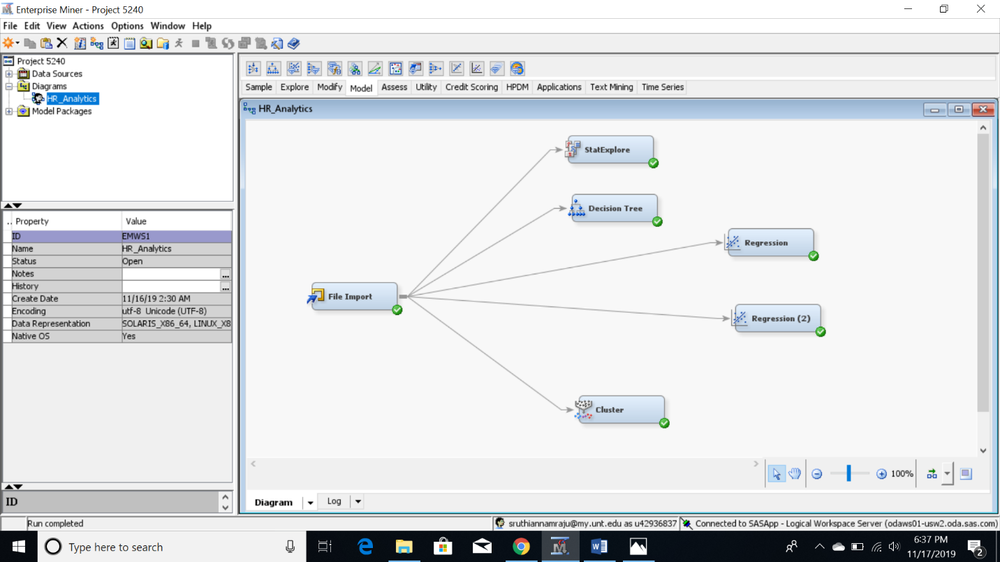 Enterprise Miner - Project 5240
File Edit View Actions Options Window Help
Project 5240
Data Sources
Diagrams
HR_Analytics
Model Packages
.. Property Value
ID EMWS1
Name HR_Analytics
Status Open
Notes ...
History ...
Create Date 11/16/19 2:30 AM
Encoding utf-8 Unicode (UTF-8)
Data Representation SOLARIS_X86_64, LINUX_X8
Native OS Yes
ID
Sample Explore Modify Model Assess Utility Credit Scoring HPDM Applications Text Mining Time Series
HR_Analytics
StatExplore
Decision Tree
Regression
File Import
Regression (2)
Cluster
100%
Diagram Log
Run completed
sruthiannamraju@my.unt.edu as u42936837
Connected to SASApp - Logical Workspace Server (odaws01-usw2.oda.sas.com)
Type here to search
6:37 PM
11/17/2019
2